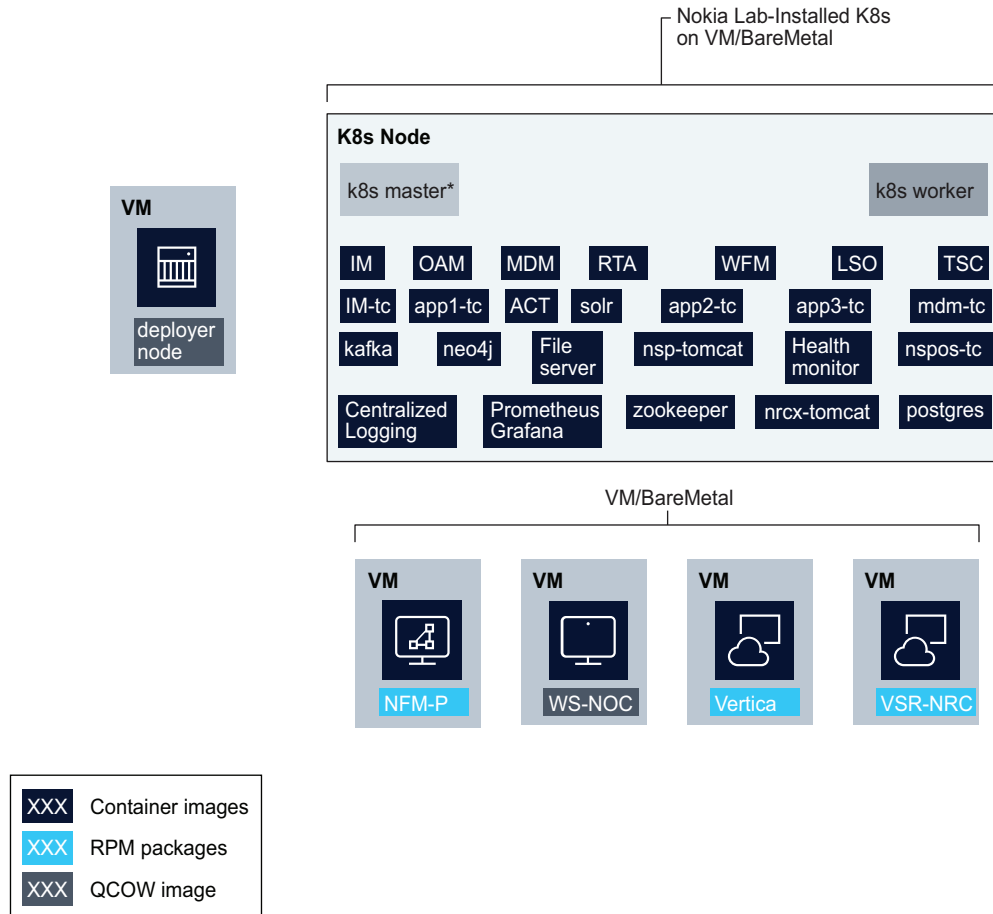 Nokia Lab-Installed K8s
on VM/BareMetal
K8s Node
k8s master*
k8s worker
VM
deployer
node
IM OAM MDM RTA WFM LSO TSC
IM-tc app1-tc ACT solr app2-tc app3-tc mdm-tc
kafka neo4j File
server nsp-tomcat Health
monitor nspos-tc
Centralized
Logging
Prometheus
Grafana
zookeeper nrcx-tomcat postgres
VM/BareMetal
VM
NFM-P
VM
WS-NOC
VM
Vertica
VM
VSR-NRC
XXX Container images
XXX RPM packages
XXX QCOW image